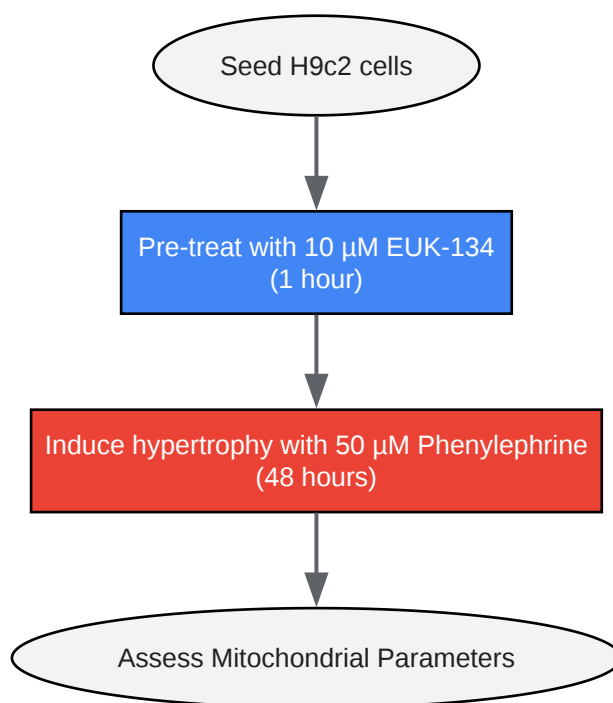 Seed H9c2 cells
Pre-treat with 10 µM EUK-134
(1 hour)
Induce hypertrophy with 50 µM Phenylephrine
(48 hours)
Assess Mitochondrial Parameters